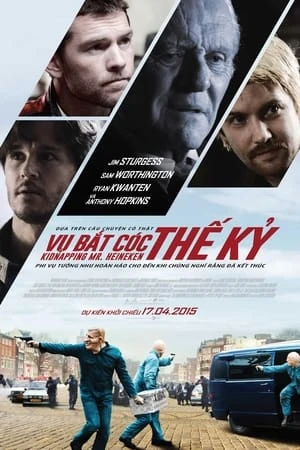 JIM STURGESS
SAM WORTHINGTON
RYAN KWANTEN
VÀ ANTHONY HOPKINS
DỰA TRÊN CÂU CHUYỆN CÓ THẬT
VỤ BẮT CÓC THẾ KỶ
KIDNAPPING MR. HEINEKEN
PHI VỤ TƯỞNG NHƯ HOÀN HẢO CHO ĐẾN KHI CHÚNG NGHĨ RẰNG ĐÃ KẾT THÚC
DỰ KIẾN KHỞI CHIẾU 17.04.2015